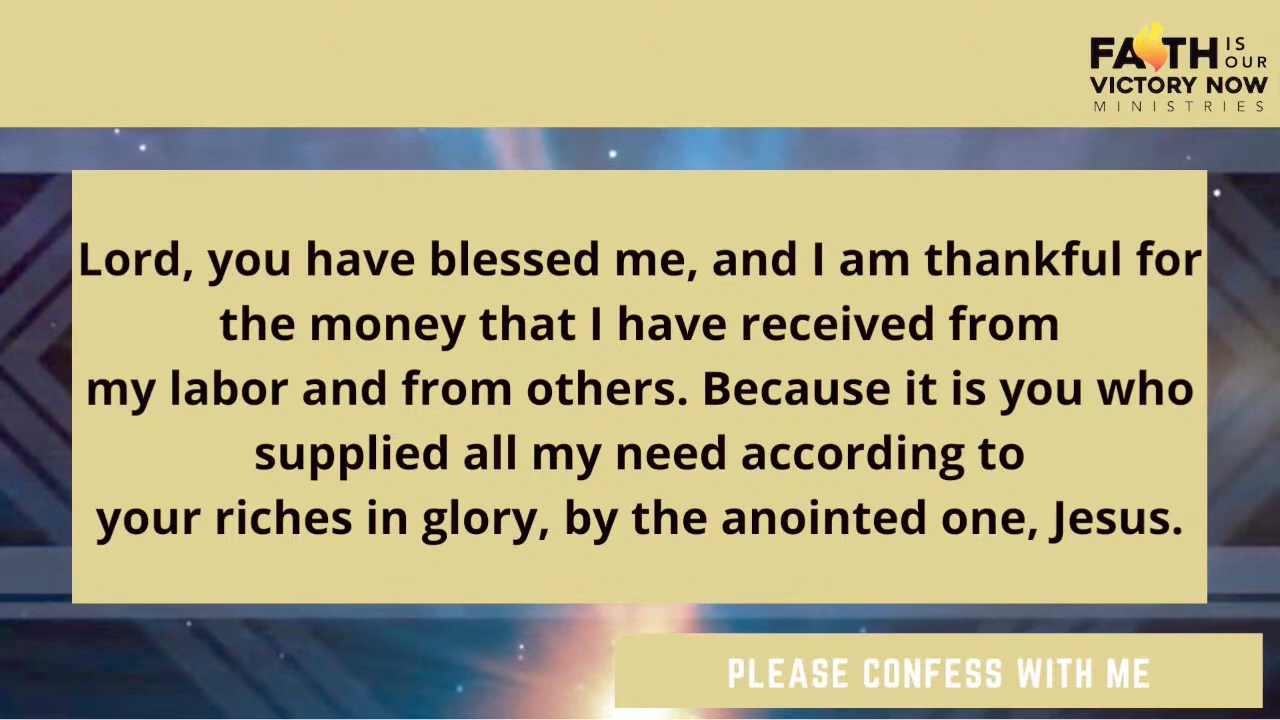 FAITH IS OUR
VICTORY NOW
MINISTRIES
Lord, you have blessed me, and I am thankful for
the money that I have received from
my labor and from others. Because it is you who
supplied all my need according to
your riches in glory, by the anointed one, Jesus.
PLEASE CONFESS WITH ME